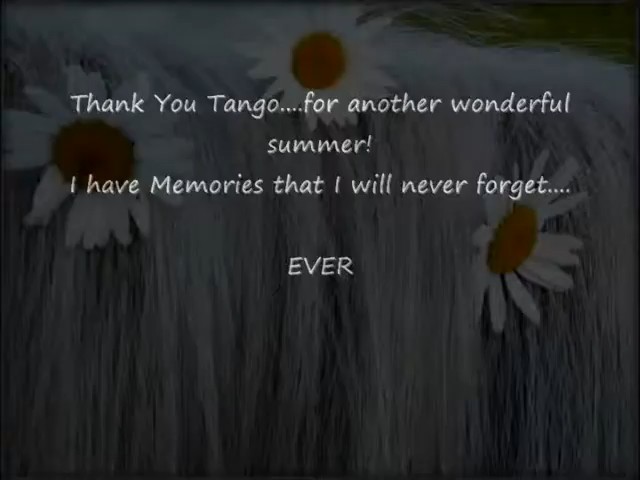 Thank You Tango....for another wonderful
summer!
I have Memories that I will never forget....
EVER